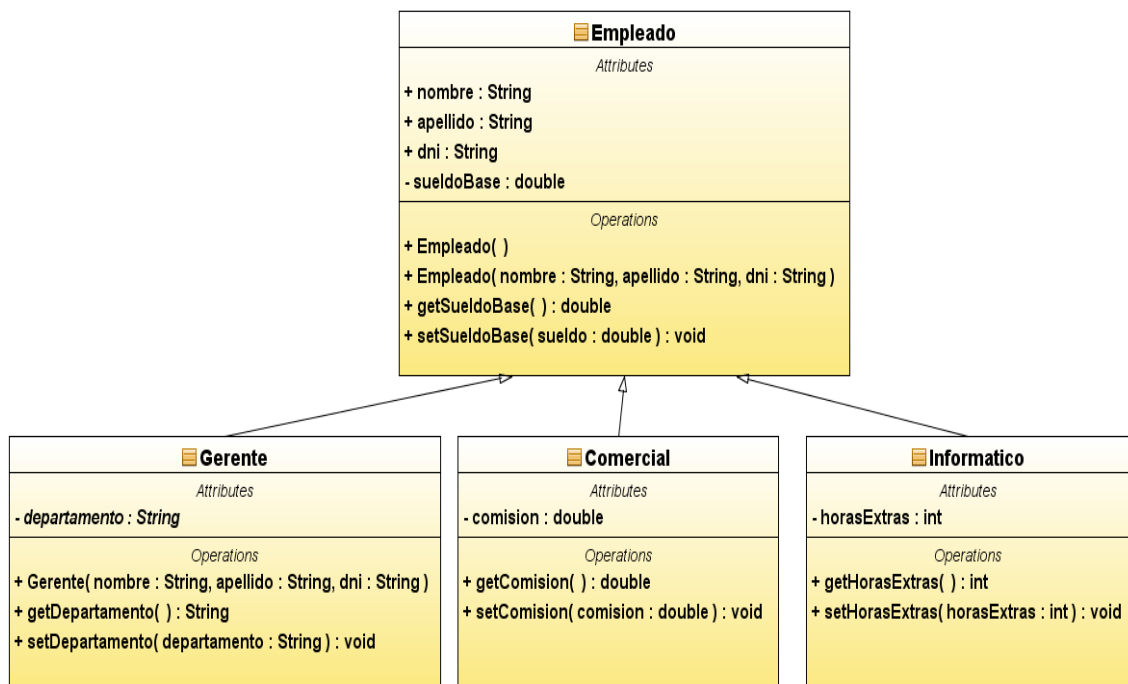 Empleado
Attributes
+ nombre : String
+ apellido : String
+ dni : String
- sueldoBase : double
Operations
+ Empleado( )
+ Empleado( nombre : String, apellido : String, dni : String )
+ getSueldoBase( ) : double
+ setSueldoBase( sueldo : double ) : void
Gerente
Attributes
- departamento : String
Operations
+ Gerente( nombre : String, apellido : String, dni : String )
+ getDepartamento( ) : String
+ setDepartamento( departamento : String ) : void
Comercial
Attributes
- comision : double
Operations
+ getComision( ) : double
+ setComision( comision : double ) : void
Informatico
Attributes
- horasExtras : int
Operations
+ getHorasExtras( ) : int
+ setHorasExtras( horasExtras : int ) : void